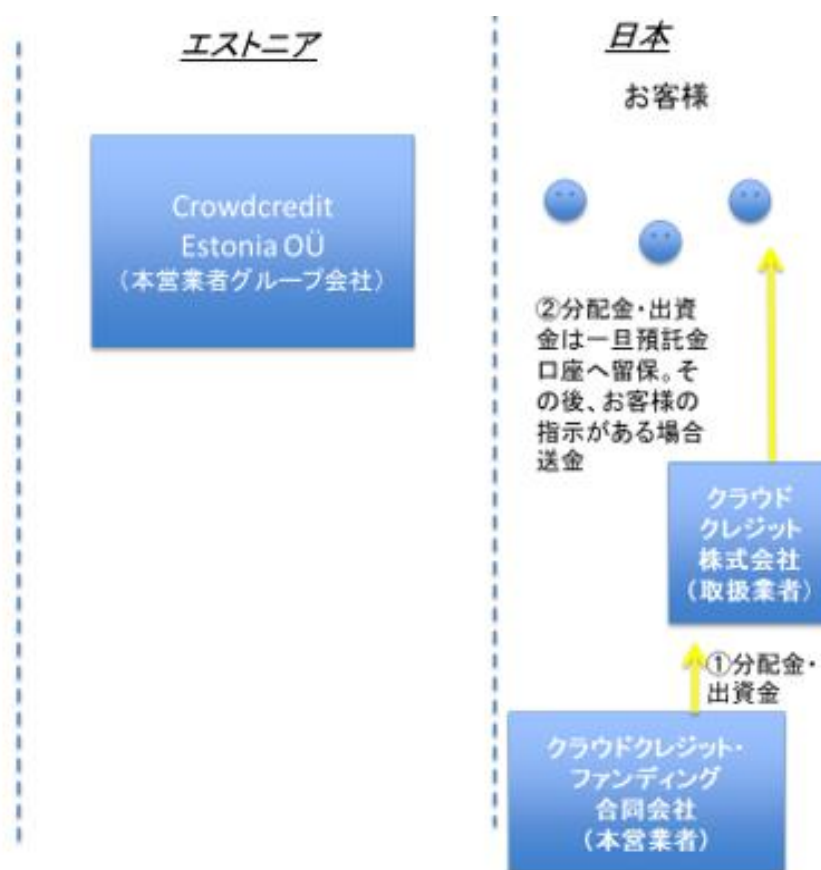 エストニア
日本
お客様
Crowdcredit
Estonia OÜ
（本営業者グループ会社）
②分配金・出資
金は一旦預託金
口座へ留保。そ
の後、お客様の
指示がある場合
送金
クラウド
クレジット
株式会社
（取扱業者）
①分配金・
出資金
クラウドクレジット・
ファンディング
合同会社
（本営業者）